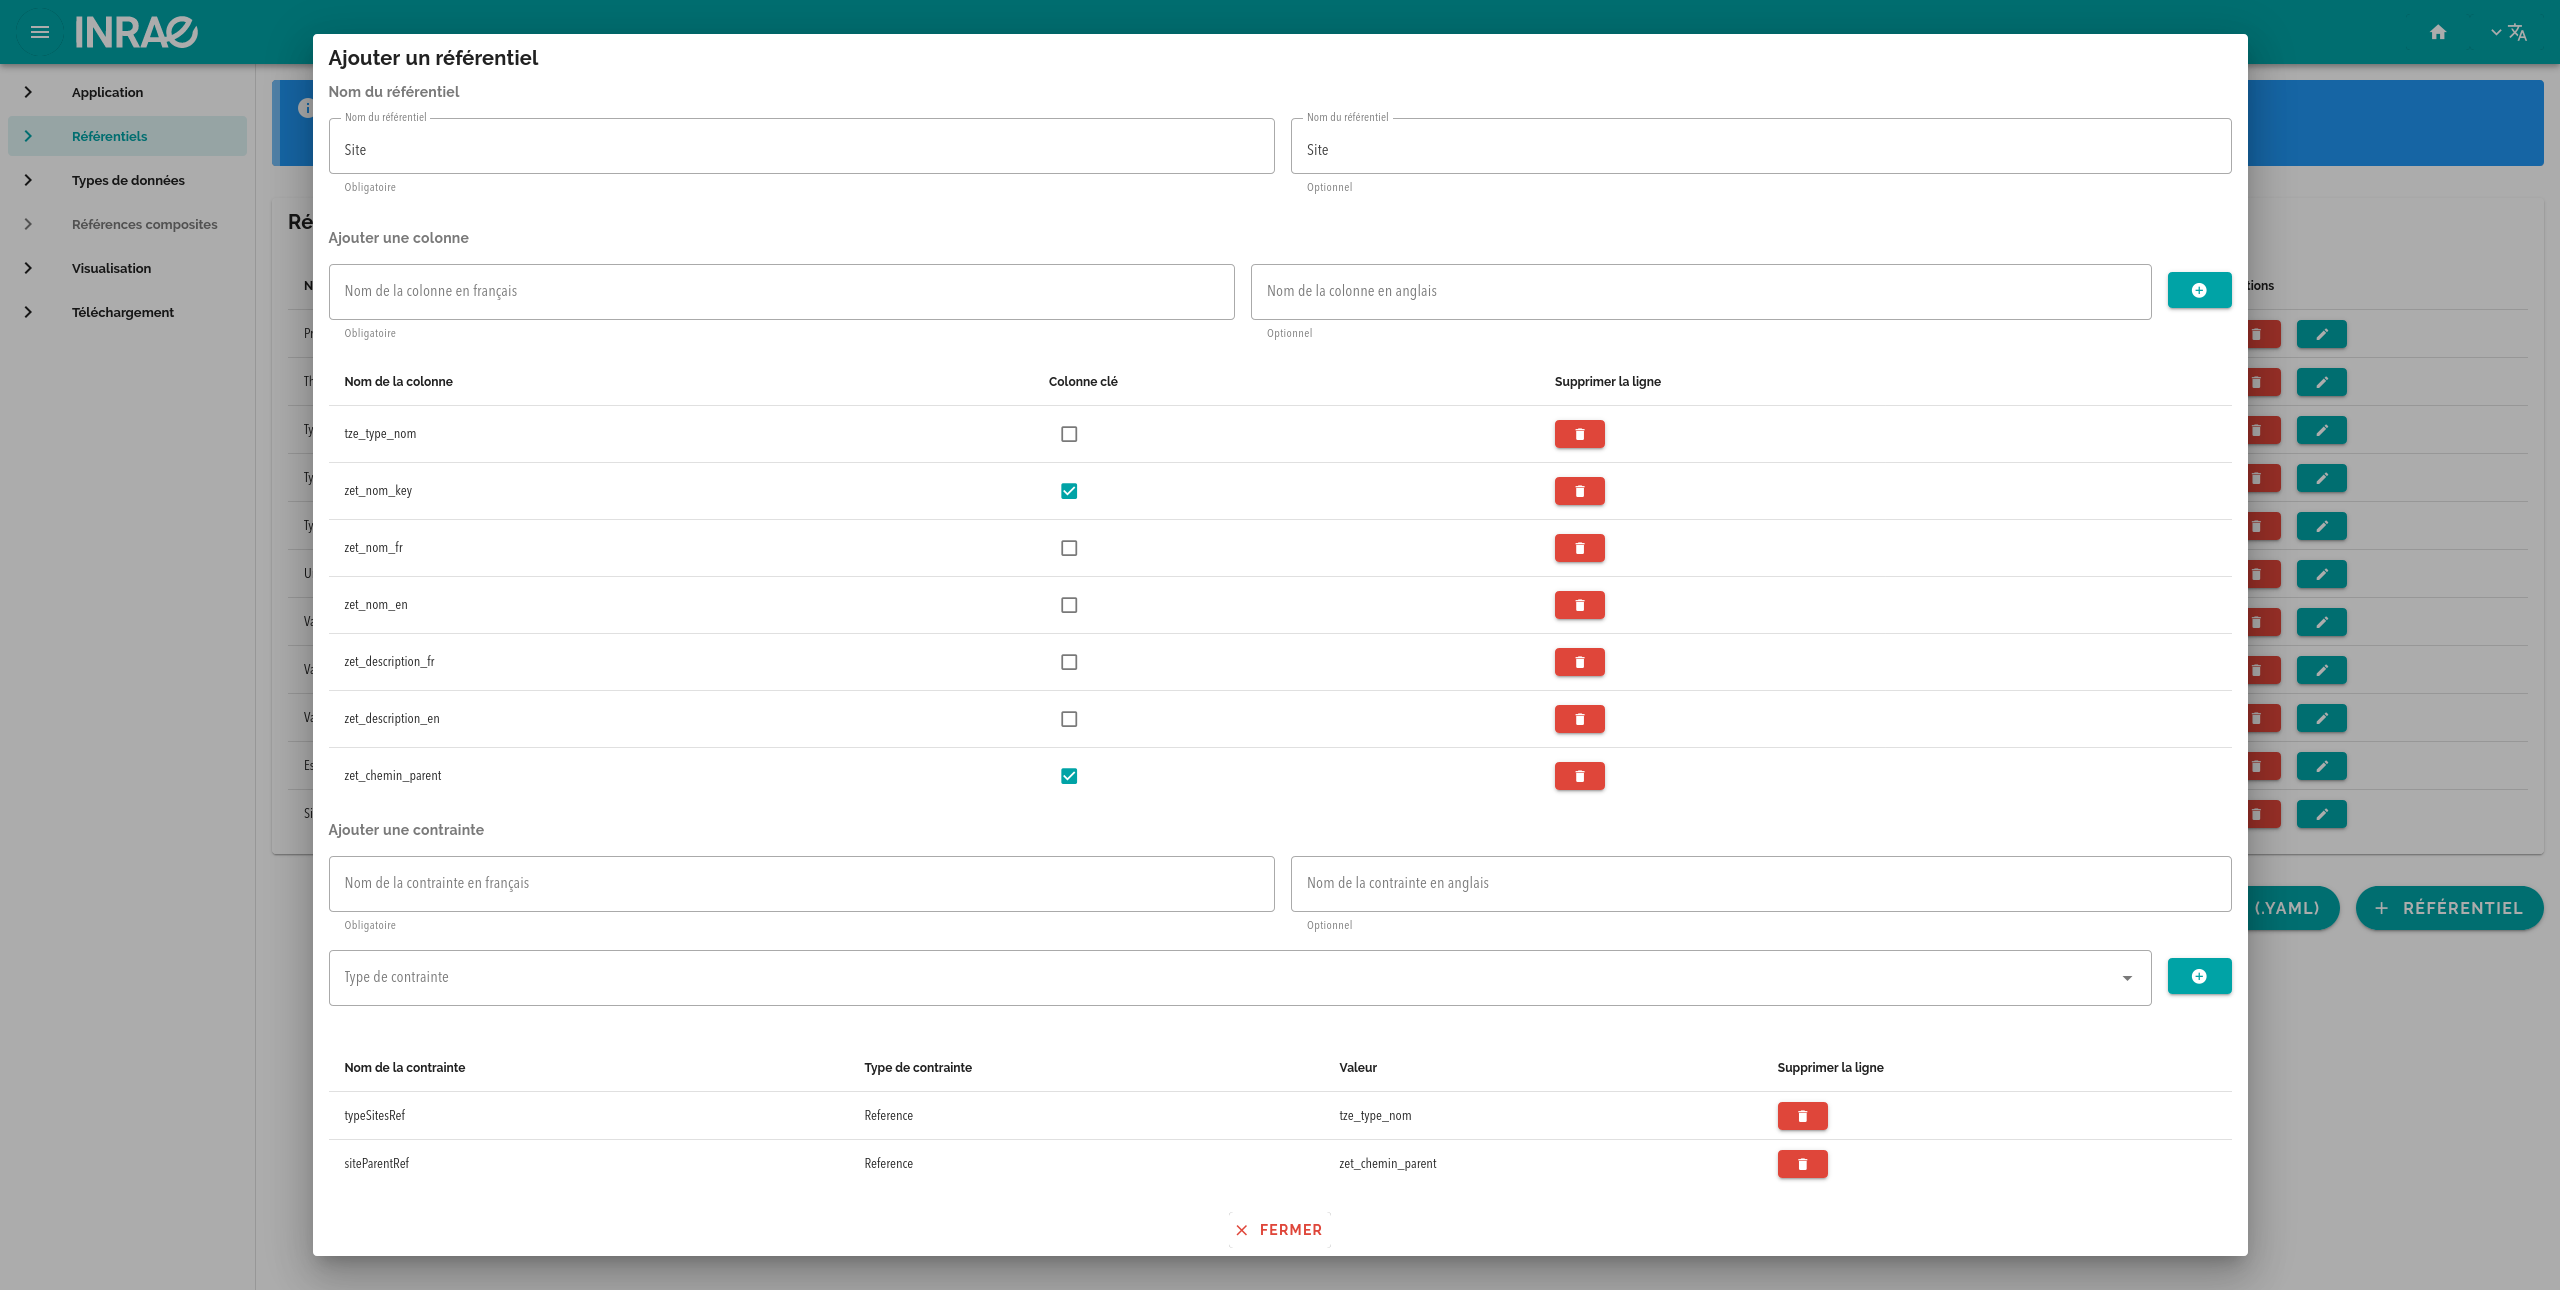 INRAE
Application
Référentiels
Types de données
Références composites
Visualisation
Téléchargement
Ajouter un référentiel
Nom du référentiel
Nom du référentiel
Nom du référentiel
Site
Site
Obligatoire
Optionnel
Ajouter une colonne
Nom de la colonne en français
Nom de la colonne en anglais
Obligatoire
Optionnel
Nom de la colonne
Colonne clé
Supprimer la ligne
tze_type_nom
zet_nom_key
zet_nom_fr
zet_nom_en
zet_description_fr
zet_description_en
zet_chemin_parent
Ajouter une contrainte
Nom de la contrainte en français
Nom de la contrainte en anglais
Obligatoire
Optionnel
Type de contrainte
(.YAML)
RÉFÉRENTIEL
Nom de la contrainte
Type de contrainte
Valeur
Supprimer la ligne
typeSitesRef
Reference
tze_type_nom
siteParentRef
Reference
zet_chemin_parent
FERMER